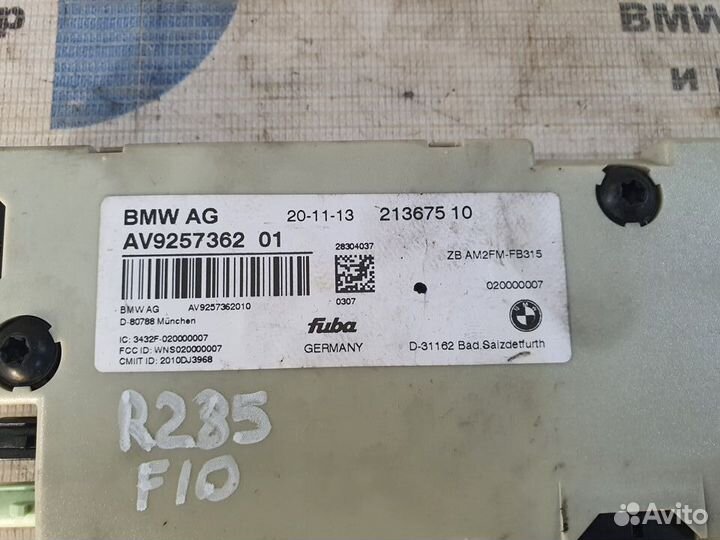 р
BMW
и
BMW AG
20-11-13
213675 10
AV9257362 01
28304037
ZB AM2FM-FB315
020000007
BMW AG
AV9257362010
0307
D-80788 München
IC: 3432F-020000007
FCC ID: WNS020000007
CMIIT ID: 2010DJ3968
fuba
GERMANY
D-31162 Bad.Salzdetfurth
R235
F10
Avito